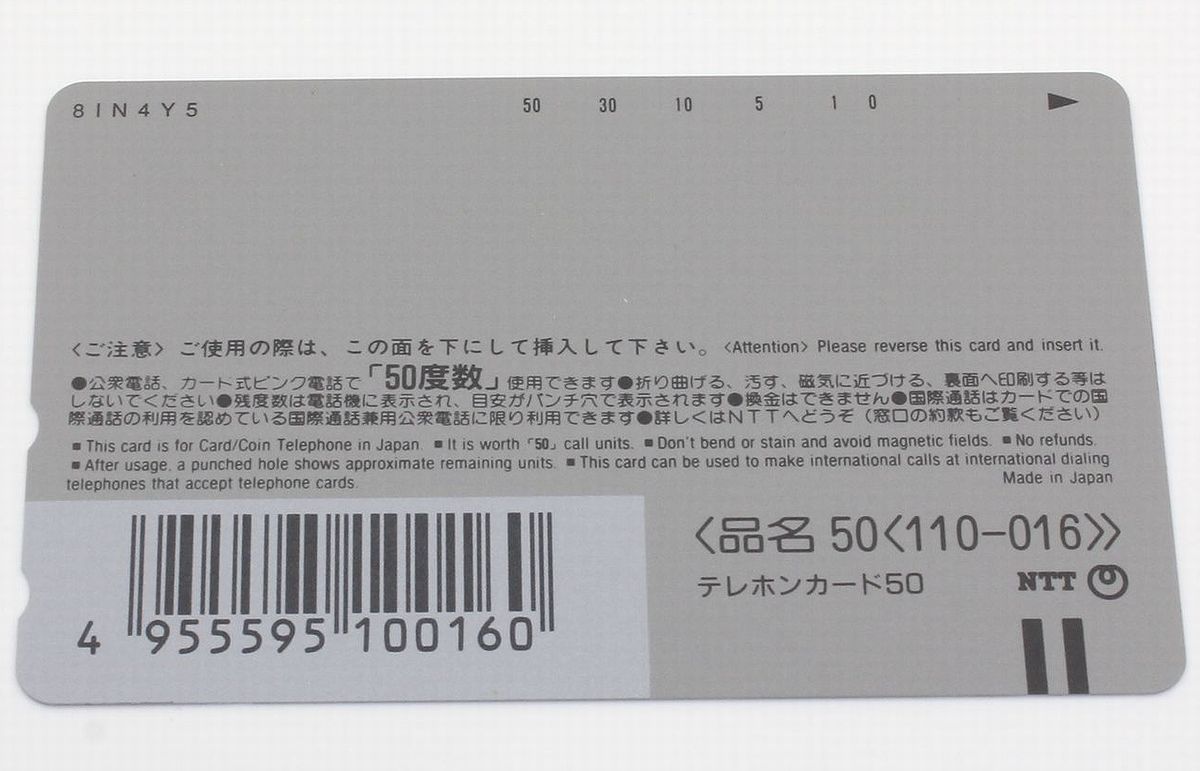 8IN4Y5 50 30 10 5 1 0
〈ご注意〉ご使用の際は、この面を下にして挿入して下さい。〈Attention〉 Please reverse this card and insert it.
●公衆電話、カード式ピンク電話で「50度数」使用できます●折り曲げる、汚す、磁気に近づける、裏面へ印刷する等は
しないでください●残度数は電話機に表示され、目安がパンチ穴で表示されます●換金はできません●国際通話はカードでの国
際通話の利用を認めている国際通話兼用公衆電話に限り利用できます●詳しくはNTTへどうぞ（窓口の約款もご覧ください）
■ This card is for Card/Coin Telephone in Japan. ■ It is worth「50」call units. ■ Don't bend or stain and avoid magnetic fields. ■ No refunds.
■ After usage, a punched hole shows approximate remaining units. ■ This card can be used to make international calls at international dialing
telephones that accept telephone cards. Made in Japan
〈品名 50〈110-016〉〉
テレホンカード50 NTT
4 955595 100160